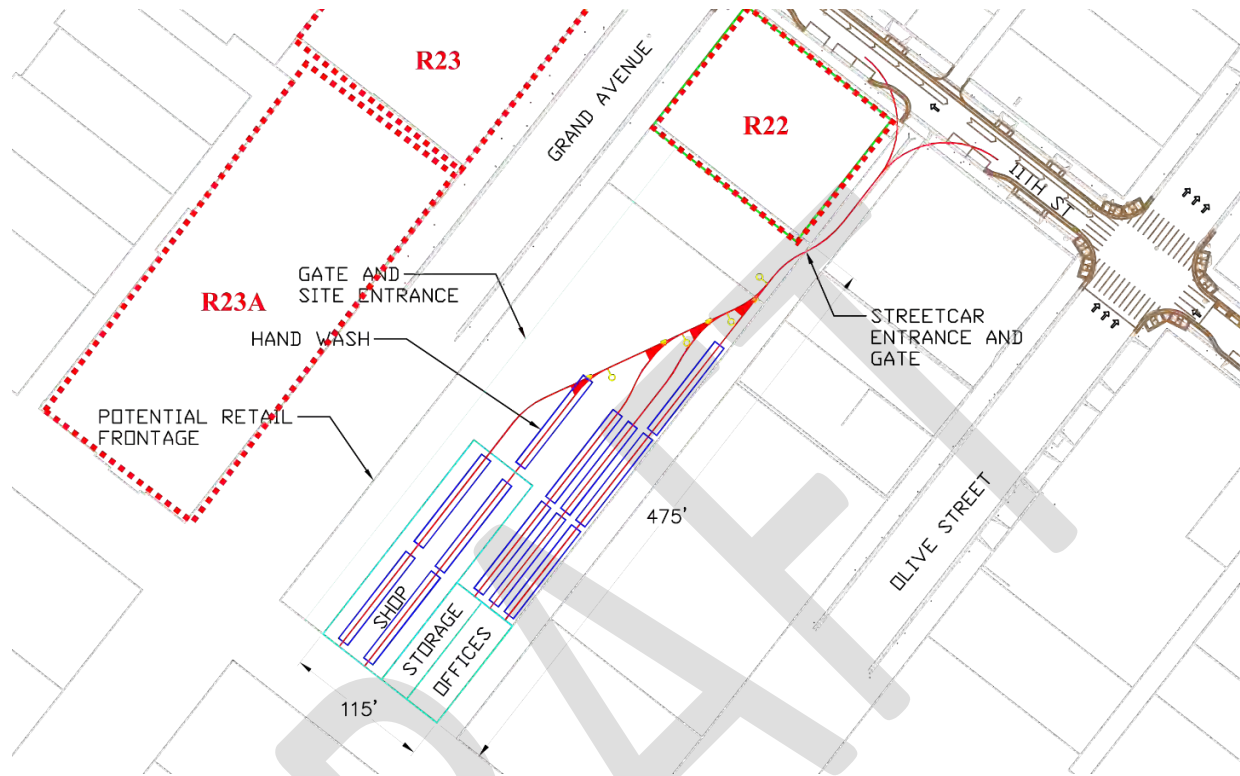 R23
GRAND AVENUE
R22
11TH ST
GATE AND
SITE ENTRANCE
R23A
HAND WASH
STREETCAR
ENTRANCE AND
GATE
POTENTIAL RETAIL
FRONTAGE
475'
OLIVE STREET
SHOP
STORAGE
OFFICES
115'
DRAFT